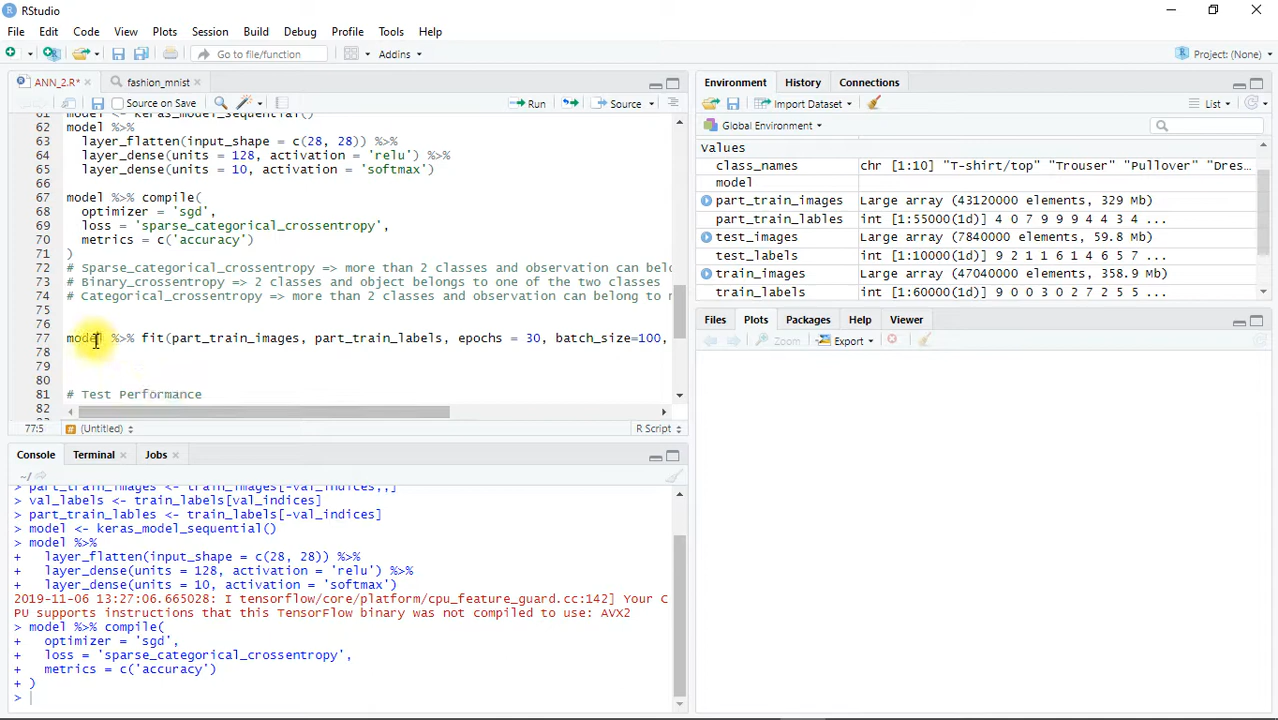 RStudio
File Edit Code View Plots Session Build Debug Profile Tools Help
Go to file/function Addins Project: (None)
ANN_2.R* fashion_mnist
Source on Save Run Source
61 model <- keras_model_sequential()
62 model %>%
63 layer_flatten(input_shape = c(28, 28)) %>%
64 layer_dense(units = 128, activation = 'relu') %>%
65 layer_dense(units = 10, activation = 'softmax')
66
67 model %>% compile(
68 optimizer = 'sgd',
69 loss = 'sparse_categorical_crossentropy',
70 metrics = c('accuracy')
71 )
72 # Sparse_categorical_crossentropy => more than 2 classes and observation can belo
73 # Binary_crossentropy => 2 classes and object belongs to one of the two classes
74 # Categorical_crossentropy => more than 2 classes and observation can belong to m
75
76
77 model %>% fit(part_train_images, part_train_labels, epochs = 30, batch_size=100,
78
79
80
81 # Test Performance
82
77:5 (Untitled) R Script
Console Terminal Jobs
~/
> part_train_images <- train_images[-val_indices,,]
> val_labels <- train_labels[val_indices]
> part_train_lables <- train_labels[-val_indices]
> model <- keras_model_sequential()
> model %>%
+ layer_flatten(input_shape = c(28, 28)) %>%
+ layer_dense(units = 128, activation = 'relu') %>%
+ layer_dense(units = 10, activation = 'softmax')
2019-11-06 13:27:06.665028: I tensorflow/core/platform/cpu_feature_guard.cc:142] Your C
PU supports instructions that this TensorFlow binary was not compiled to use: AVX2
> model %>% compile(
+ optimizer = 'sgd',
+ loss = 'sparse_categorical_crossentropy',
+ metrics = c('accuracy')
+ )
>
Environment History Connections
Import Dataset List
Global Environment
Values
class_names chr [1:10] "T-shirt/top" "Trouser" "Pullover" "Dres…
model
part_train_images Large array (43120000 elements, 329 Mb)
part_train_lables int [1:55000(1d)] 4 0 7 9 9 9 4 4 3 4 ...
test_images Large array (7840000 elements, 59.8 Mb)
test_labels int [1:10000(1d)] 9 2 1 1 6 1 4 6 5 7 ...
train_images Large array (47040000 elements, 358.9 Mb)
train_labels int [1:60000(1d)] 9 0 0 3 0 2 7 2 5 5 ...
Files Plots Packages Help Viewer
Zoom Export